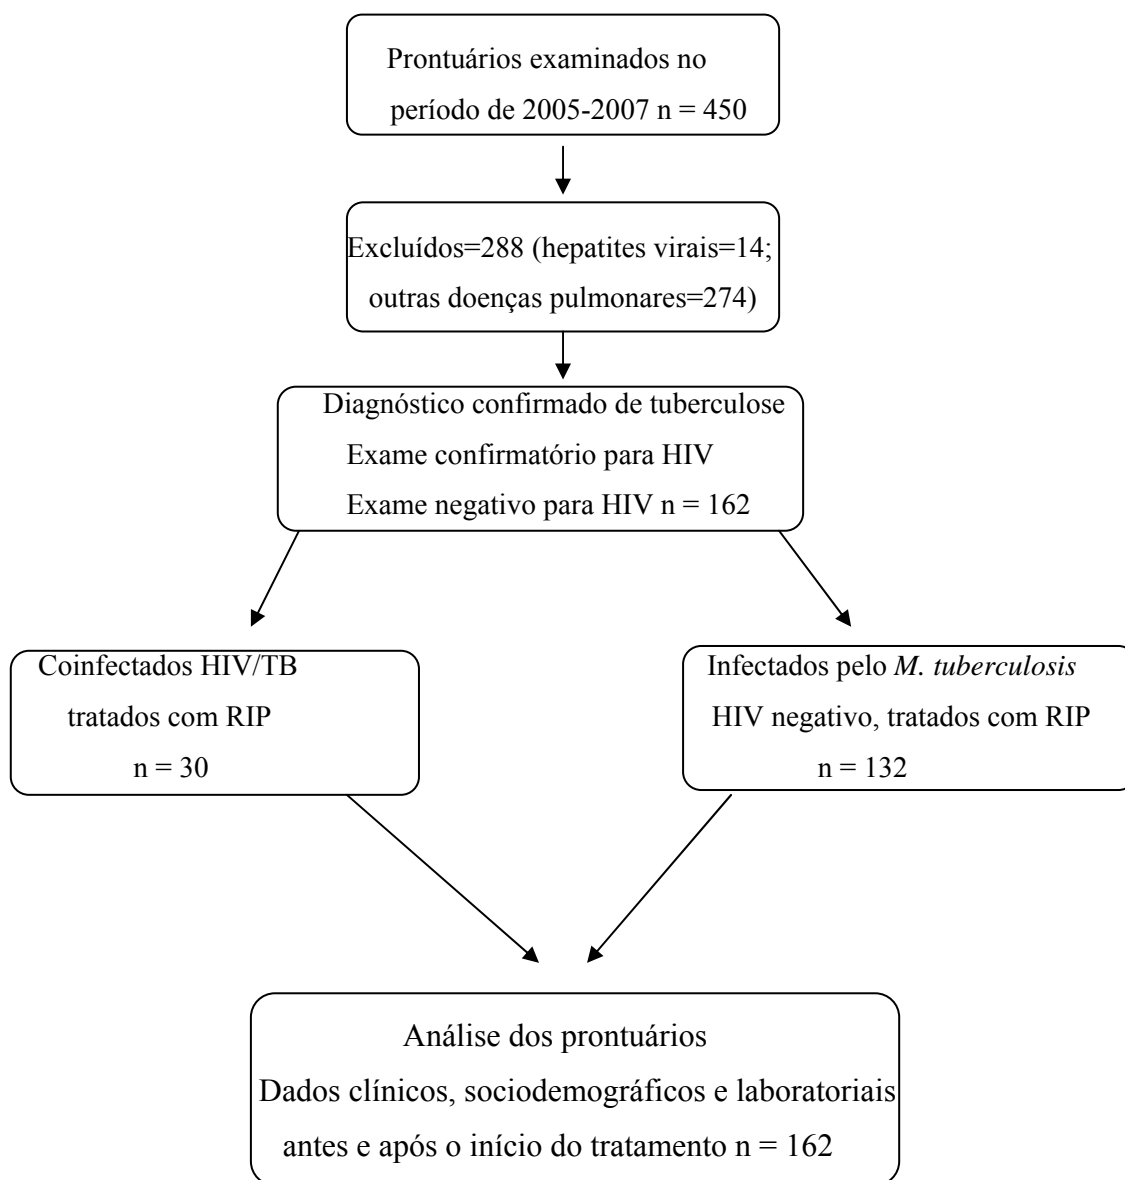 Prontuários examinados no
período de 2005-2007 n = 450
Excluídos=288 (hepatites virais=14;
outras doenças pulmonares=274)
Diagnóstico confirmado de tuberculose
Exame confirmatório para HIV
Exame negativo para HIV n = 162
Coinfectados HIV/TB
tratados com RIP
n = 30
Infectados pelo M. tuberculosis
HIV negativo, tratados com RIP
n = 132
Análise dos prontuários
Dados clínicos, sociodemográficos e laboratoriais
antes e após o início do tratamento n = 162